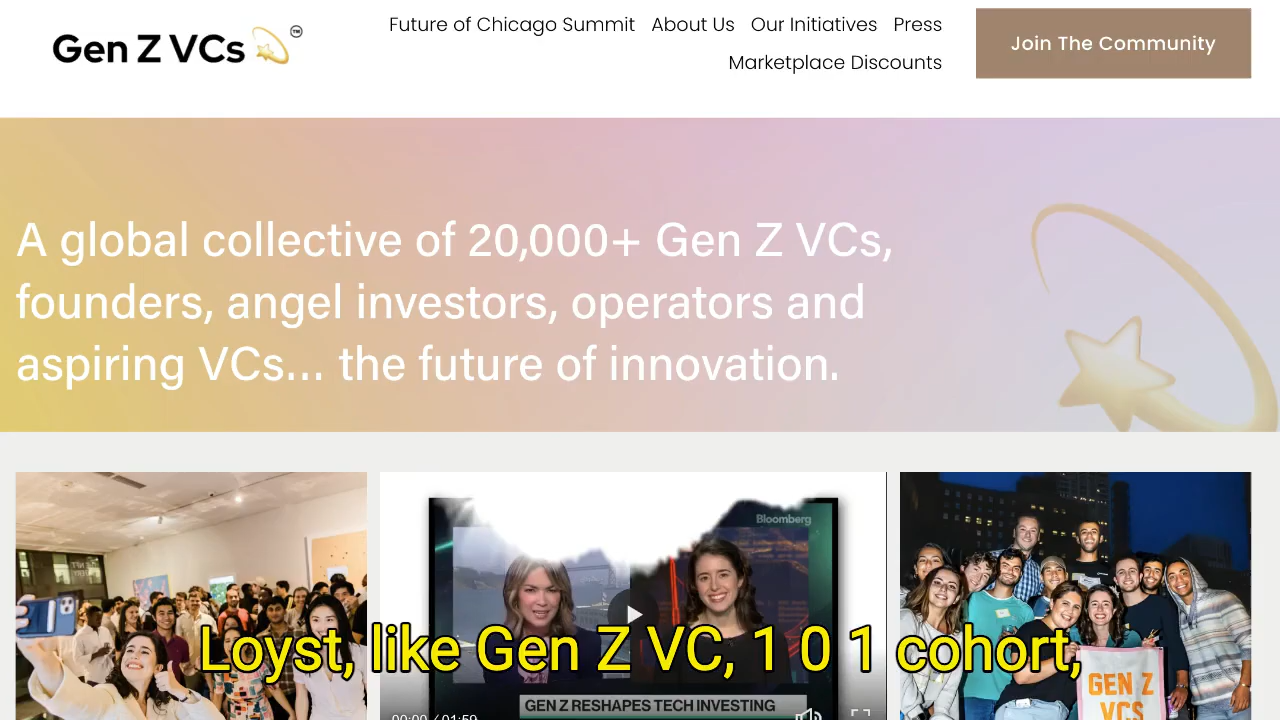 Gen Z VCs
TM
Future of Chicago Summit About Us Our Initiatives Press
Marketplace Discounts
Join The Community
A global collective of 20,000+ Gen Z VCs,
founders, angel investors, operators and
aspiring VCs... the future of innovation.
Bloomberg
Loyst, like Gen Z VC, 1 0 1 cohort,
GEN Z RESHAPES TECH INVESTING
00:00 / 01:59
GEN Z
VCS